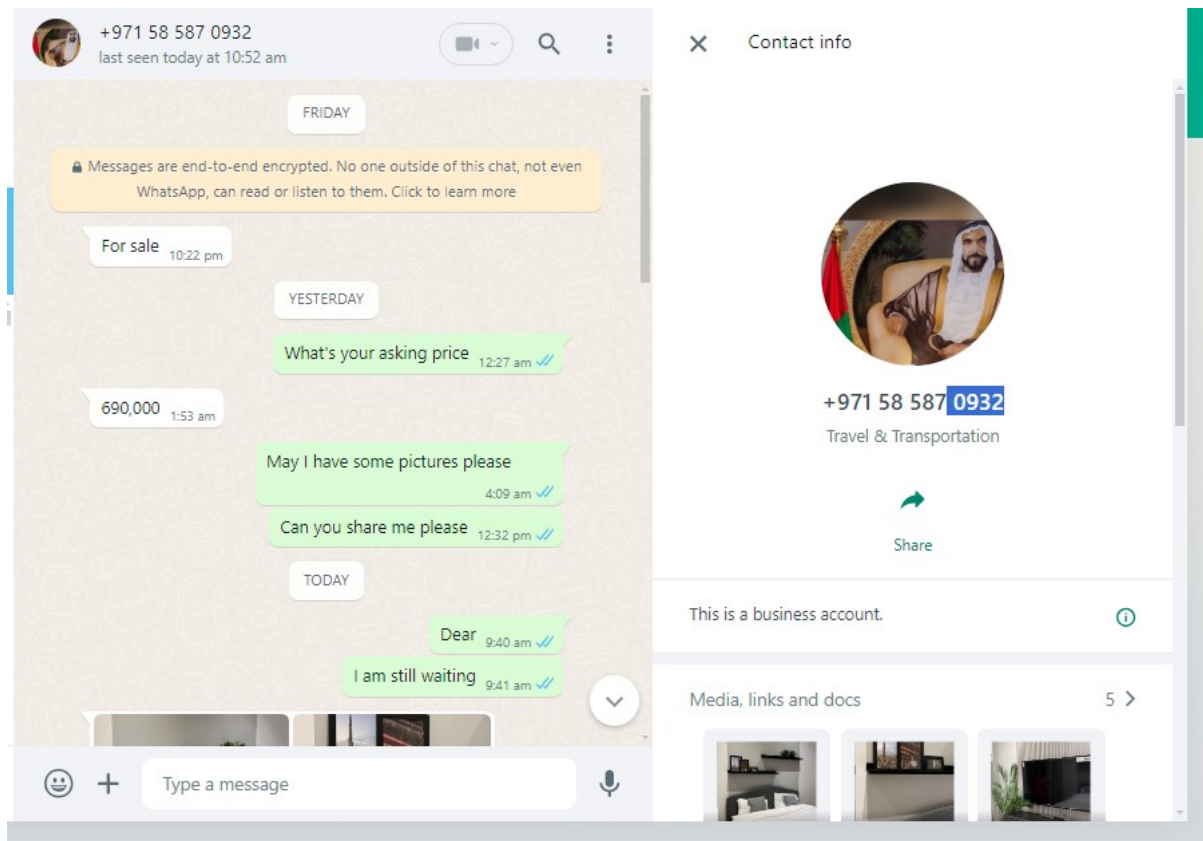 +971 58 587 0932
last seen today at 10:52 am
FRIDAY
Messages are end-to-end encrypted. No one outside of this chat, not even
WhatsApp, can read or listen to them. Click to learn more
For sale 10:22 pm
YESTERDAY
What's your asking price 12:27 am
690,000 1:53 am
May I have some pictures please
4:09 am
Can you share me please 12:32 pm
TODAY
Dear 9:40 am
I am still waiting 9:41 am
Type a message
Contact info
+971 58 587 0932
Travel & Transportation
Share
This is a business account.
Media, links and docs 5